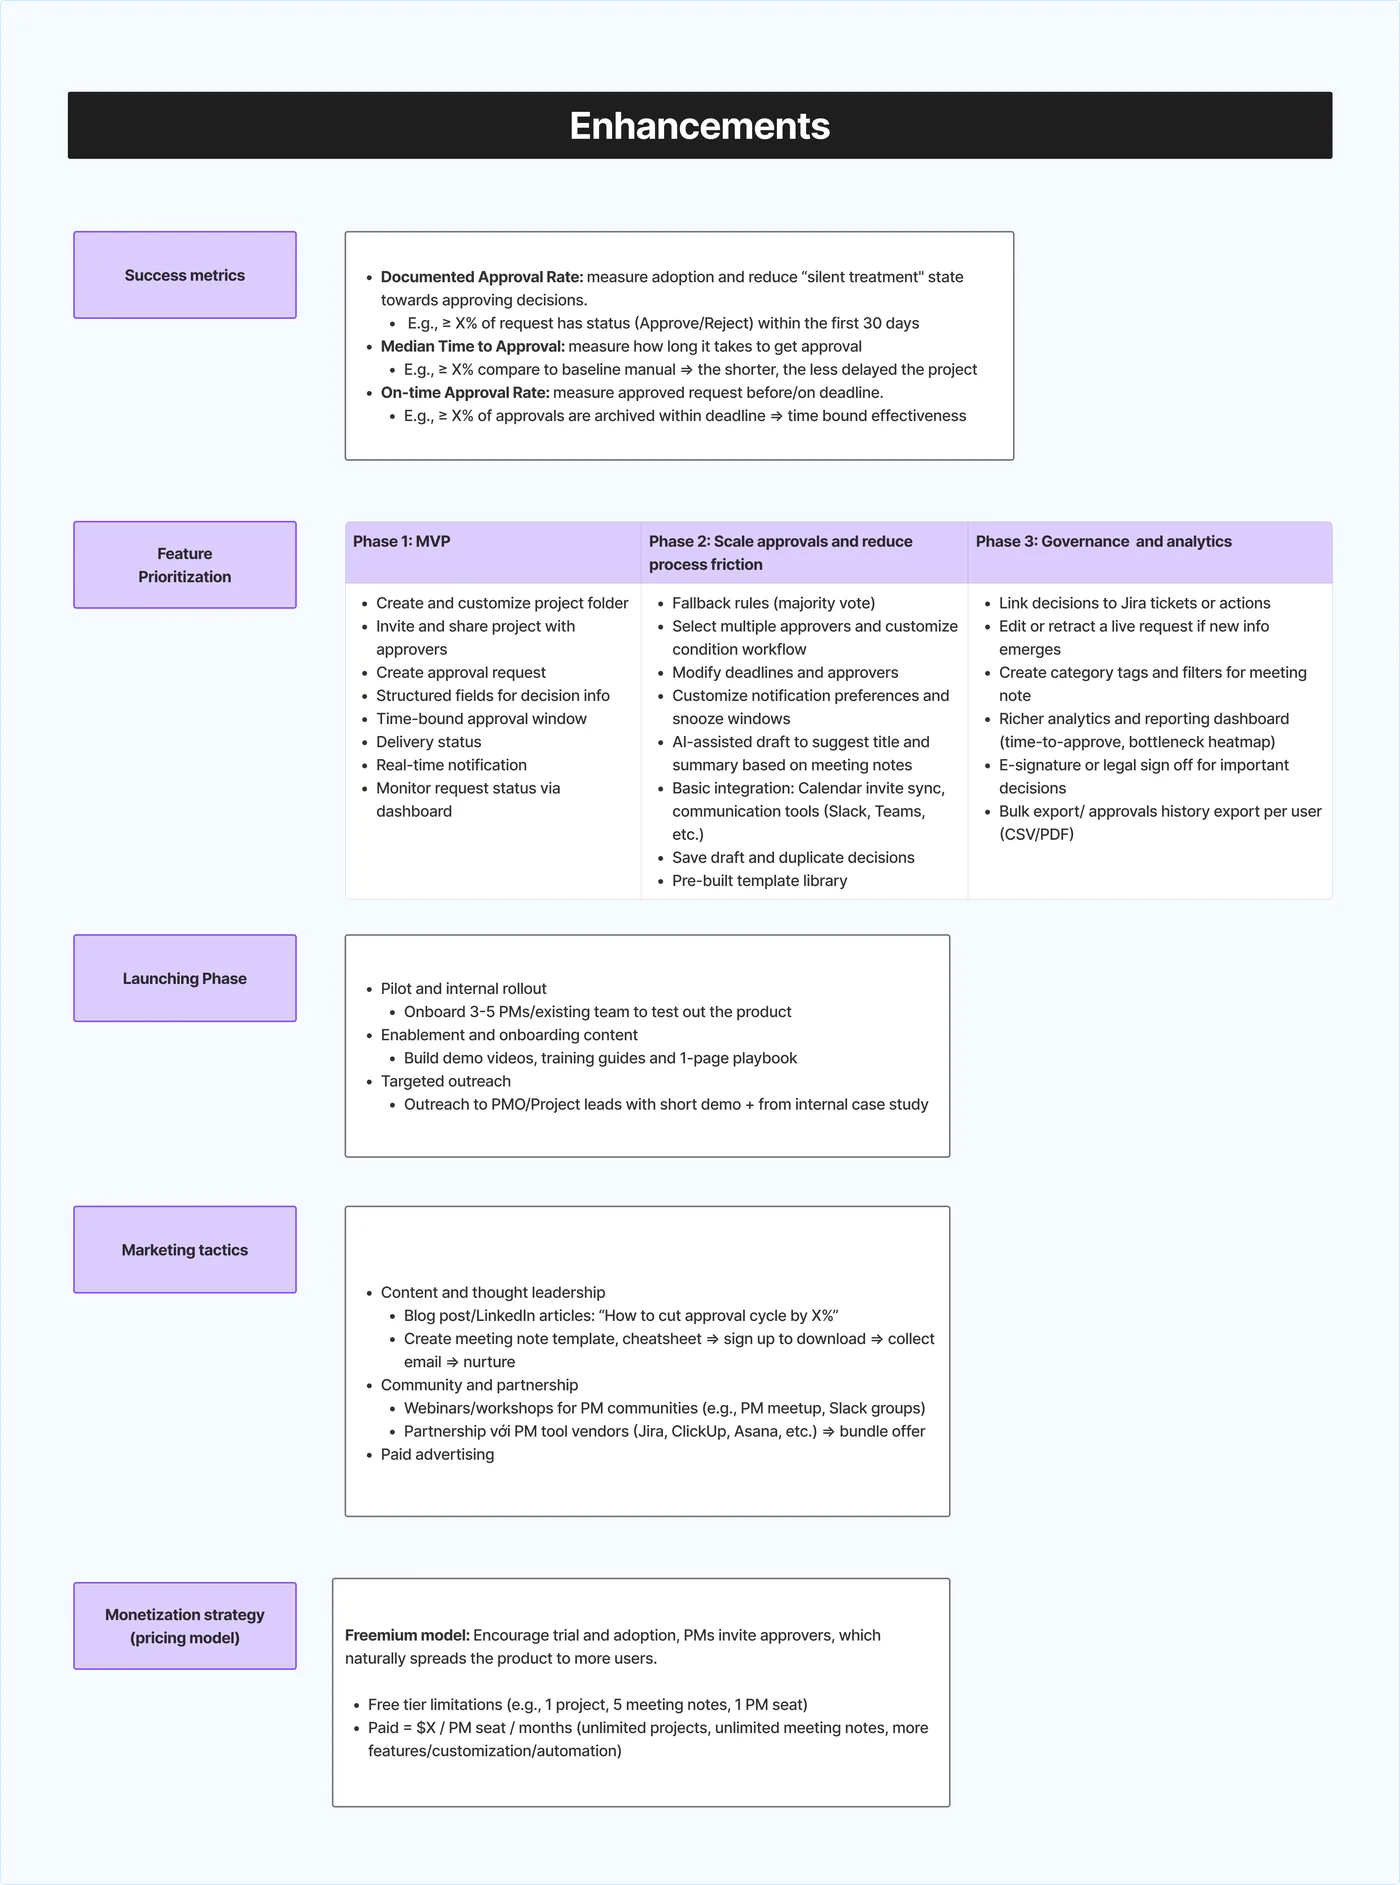 Enhancements
Success metrics
• Documented Approval Rate: measure adoption and reduce “silent treatment" state
towards approving decisions.
• E.g., ≥ X% of request has status (Approve/Reject) within the first 30 days
• Median Time to Approval: measure how long it takes to get approval
• E.g., ≥ X% compare to baseline manual ⇒ the shorter, the less delayed the project
• On-time Approval Rate: measure approved request before/on deadline.
• E.g., ≥ X% of approvals are archived within deadline ⇒ time bound effectiveness
Feature
Prioritization
Phase 1: MVP
• Create and customize project folder
• Invite and share project with
approvers
• Create approval request
• Structured fields for decision info
• Time-bound approval window
• Delivery status
• Real-time notification
• Monitor request status via
dashboard
Phase 2: Scale approvals and reduce
process friction
• Fallback rules (majority vote)
• Select multiple approvers and customize
condition workflow
• Modify deadlines and approvers
• Customize notification preferences and
snooze windows
• AI-assisted draft to suggest title and
summary based on meeting notes
• Basic integration: Calendar invite sync,
communication tools (Slack, Teams,
etc.)
• Save draft and duplicate decisions
• Pre-built template library
Phase 3: Governance  and analytics
• Link decisions to Jira tickets or actions
• Edit or retract a live request if new info
emerges
• Create category tags and filters for meeting
note
• Richer analytics and reporting dashboard
(time-to-approve, bottleneck heatmap)
• E-signature or legal sign off for important
decisions
• Bulk export/ approvals history export per user
(CSV/PDF)
Launching Phase
• Pilot and internal rollout
• Onboard 3-5 PMs/existing team to test out the product
• Enablement and onboarding content
• Build demo videos, training guides and 1-page playbook
• Targeted outreach
• Outreach to PMO/Project leads with short demo + from internal case study
Marketing tactics
• Content and thought leadership
• Blog post/LinkedIn articles: “How to cut approval cycle by X%”
• Create meeting note template, cheatsheet ⇒ sign up to download ⇒ collect
email ⇒ nurture
• Community and partnership
• Webinars/workshops for PM communities (e.g., PM meetup, Slack groups)
• Partnership với PM tool vendors (Jira, ClickUp, Asana, etc.) ⇒ bundle offer
• Paid advertising
Monetization strategy
(pricing model)
Freemium model: Encourage trial and adoption, PMs invite approvers, which
naturally spreads the product to more users.
• Free tier limitations (e.g., 1 project, 5 meeting notes, 1 PM seat)
• Paid = $X / PM seat / months (unlimited projects, unlimited meeting notes, more
features/customization/automation)